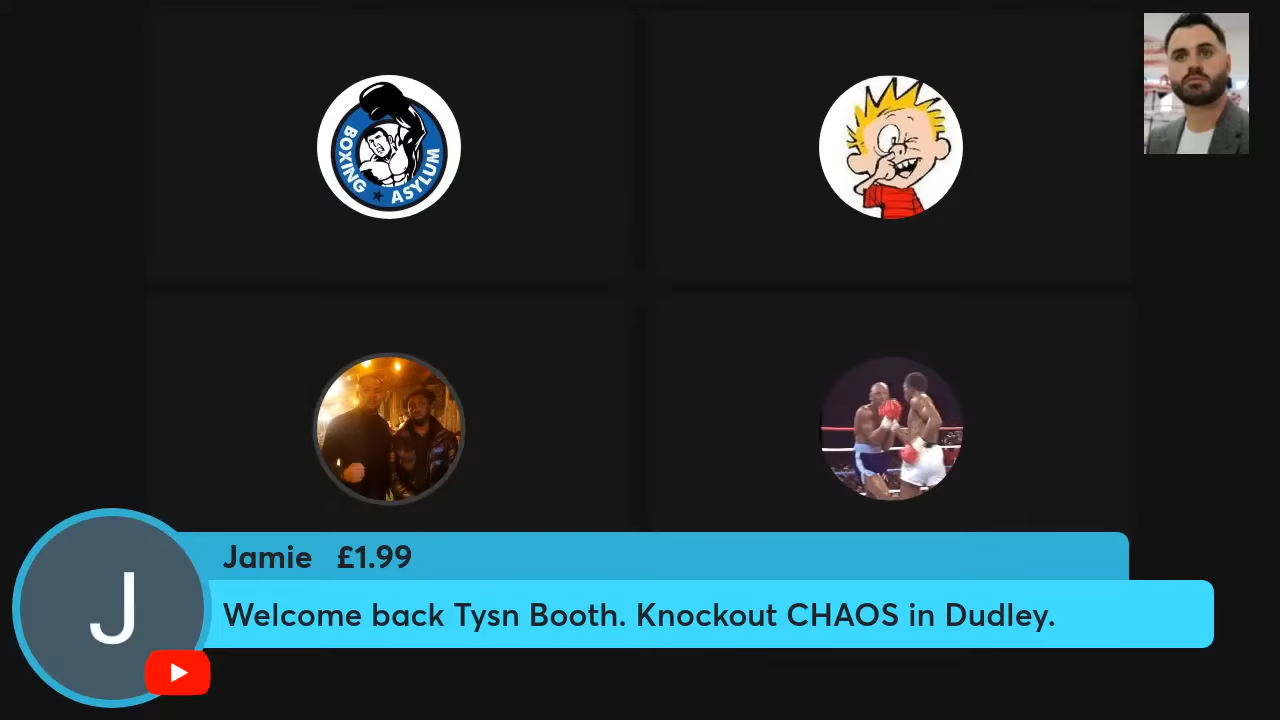 BOXING ASYLUM
J
Jamie £1.99
Welcome back Tysn Booth. Knockout CHAOS in Dudley.